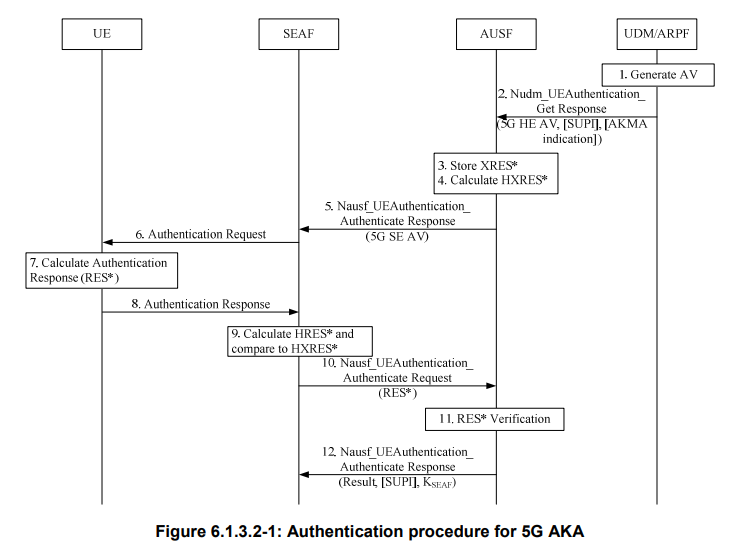 UE
SEAF
AUSF
UDM/ARPF
1. Generate AV
2. Nudm_UEAuthentication_
Get Response
(5G HE AV, [SUPI], [AKMA
indication])
3. Store XRES*
4. Calculate HXRES*
5. Nausf_UEAuthentication_
Authenticate Response
(5G SE AV)
6. Authentication Request
7. Calculate Authentication
Response (RES*)
8. Authentication Response
9. Calculate HRES* and
compare to HXRES*
10. Nausf_UEAuthentication_
Authenticate Request
(RES*)
11. RES* Verification
12. Nausf_UEAuthentication_
Authenticate Response
(Result, [SUPI], KSEAF)
Figure 6.1.3.2-1: Authentication procedure for 5G AKA